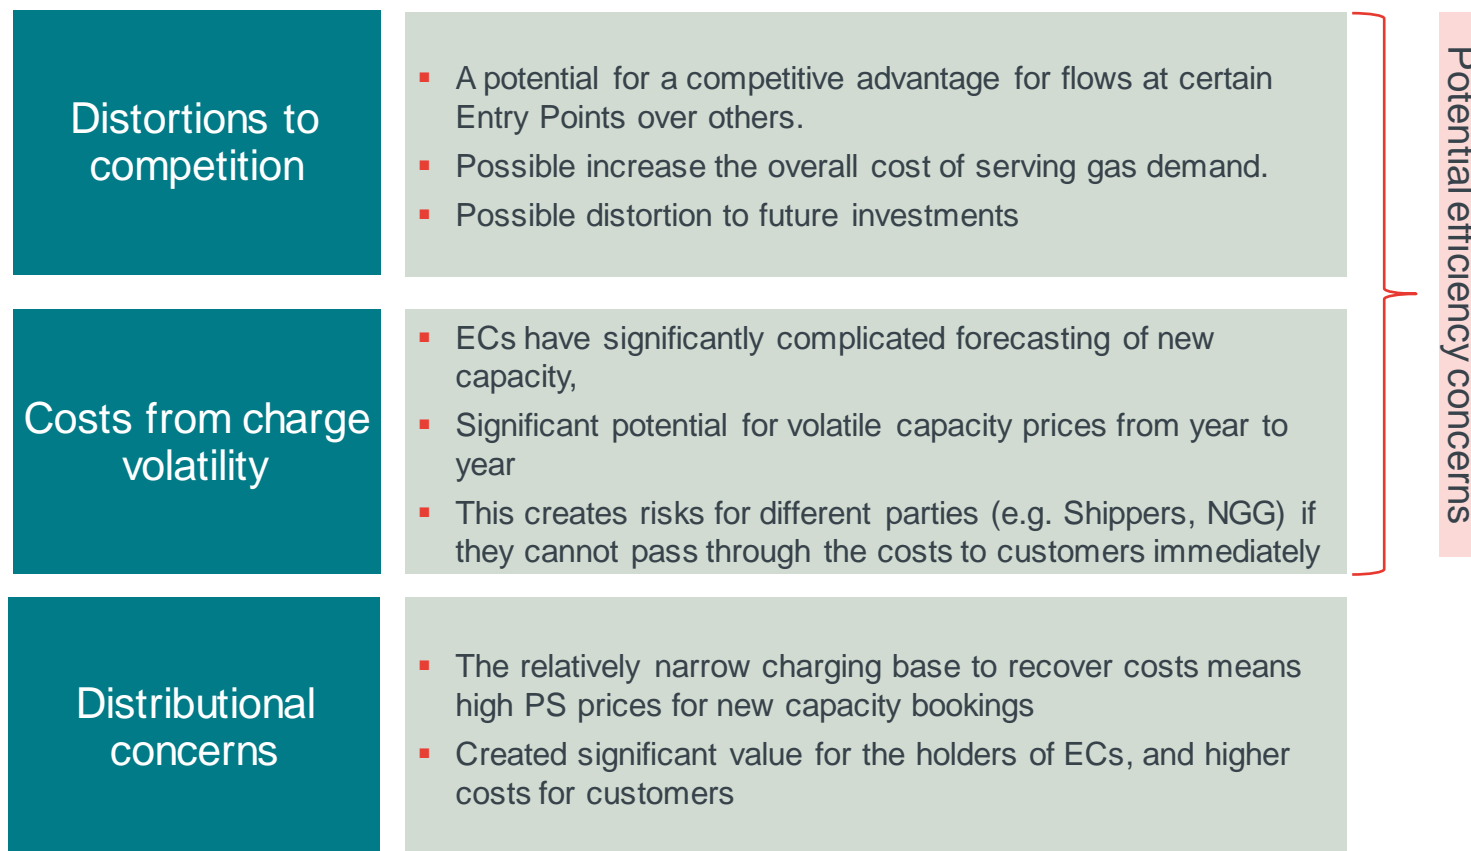 Distortions to
competition
▪ A potential for a competitive advantage for flows at certain
Entry Points over others.
▪ Possible increase the overall cost of serving gas demand.
▪ Possible distortion to future investments
Costs from charge
volatility
▪ ECs have significantly complicated forecasting of new
capacity,
▪ Significant potential for volatile capacity prices from year to
year
▪ This creates risks for different parties (e.g. Shippers, NGG) if
they cannot pass through the costs to customers immediately
Distributional
concerns
▪ The relatively narrow charging base to recover costs means
high PS prices for new capacity bookings
▪ Created significant value for the holders of ECs, and higher
costs for customers
Potential efficiency concerns